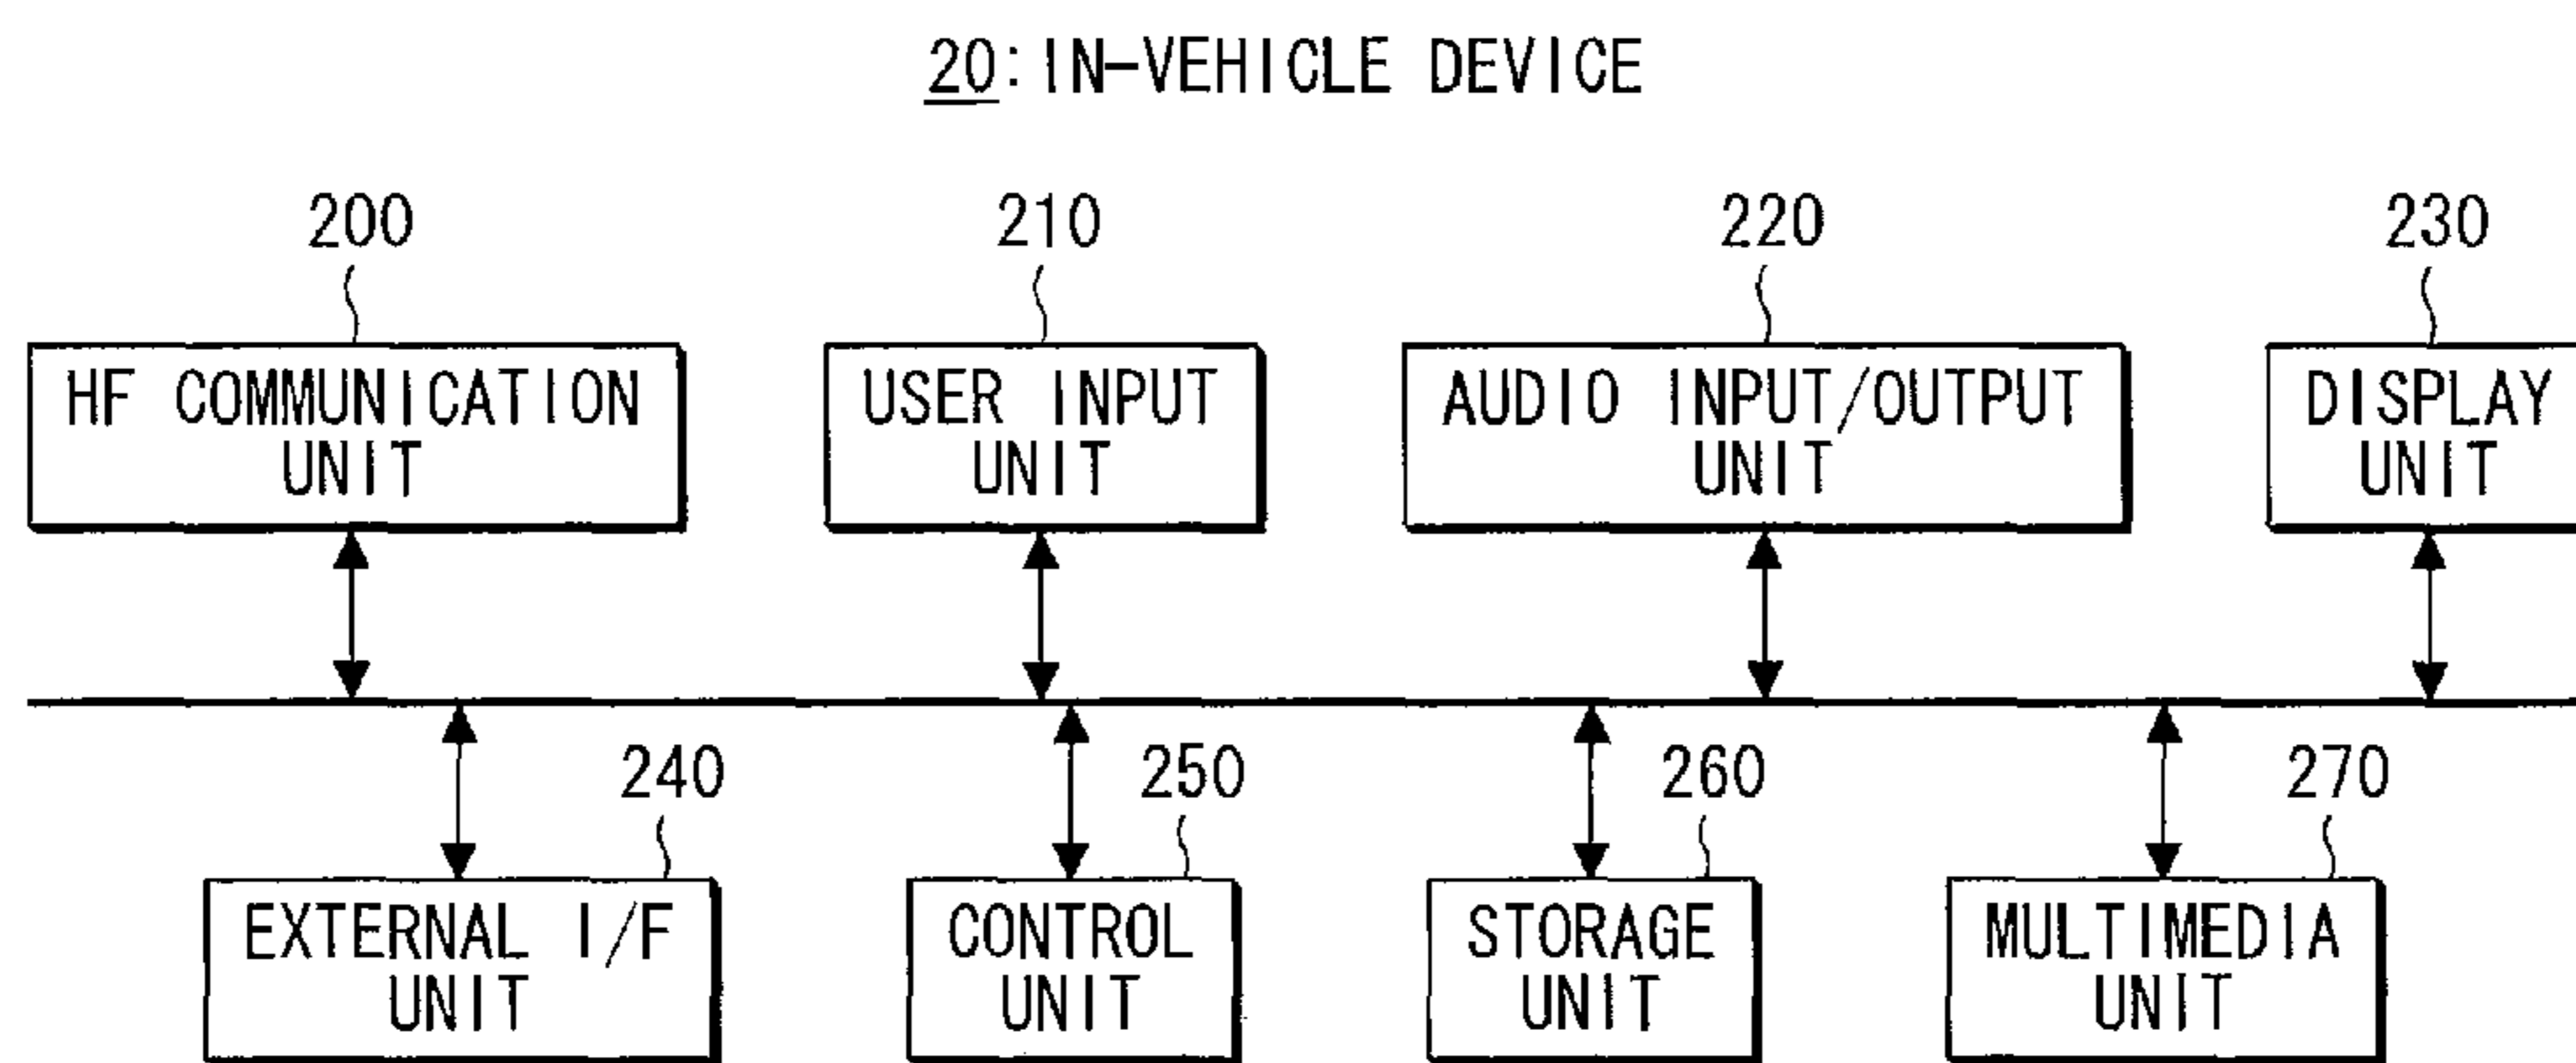 20: IN-VEHICLE DEVICE
200
210
220
230
HF COMMUNICATION
UNIT
USER INPUT
UNIT
AUDIO INPUT/OUTPUT
UNIT
DISPLAY
UNIT
240
250
260
270
EXTERNAL I/F
UNIT
CONTROL
UNIT
STORAGE
UNIT
MULTIMEDIA
UNIT